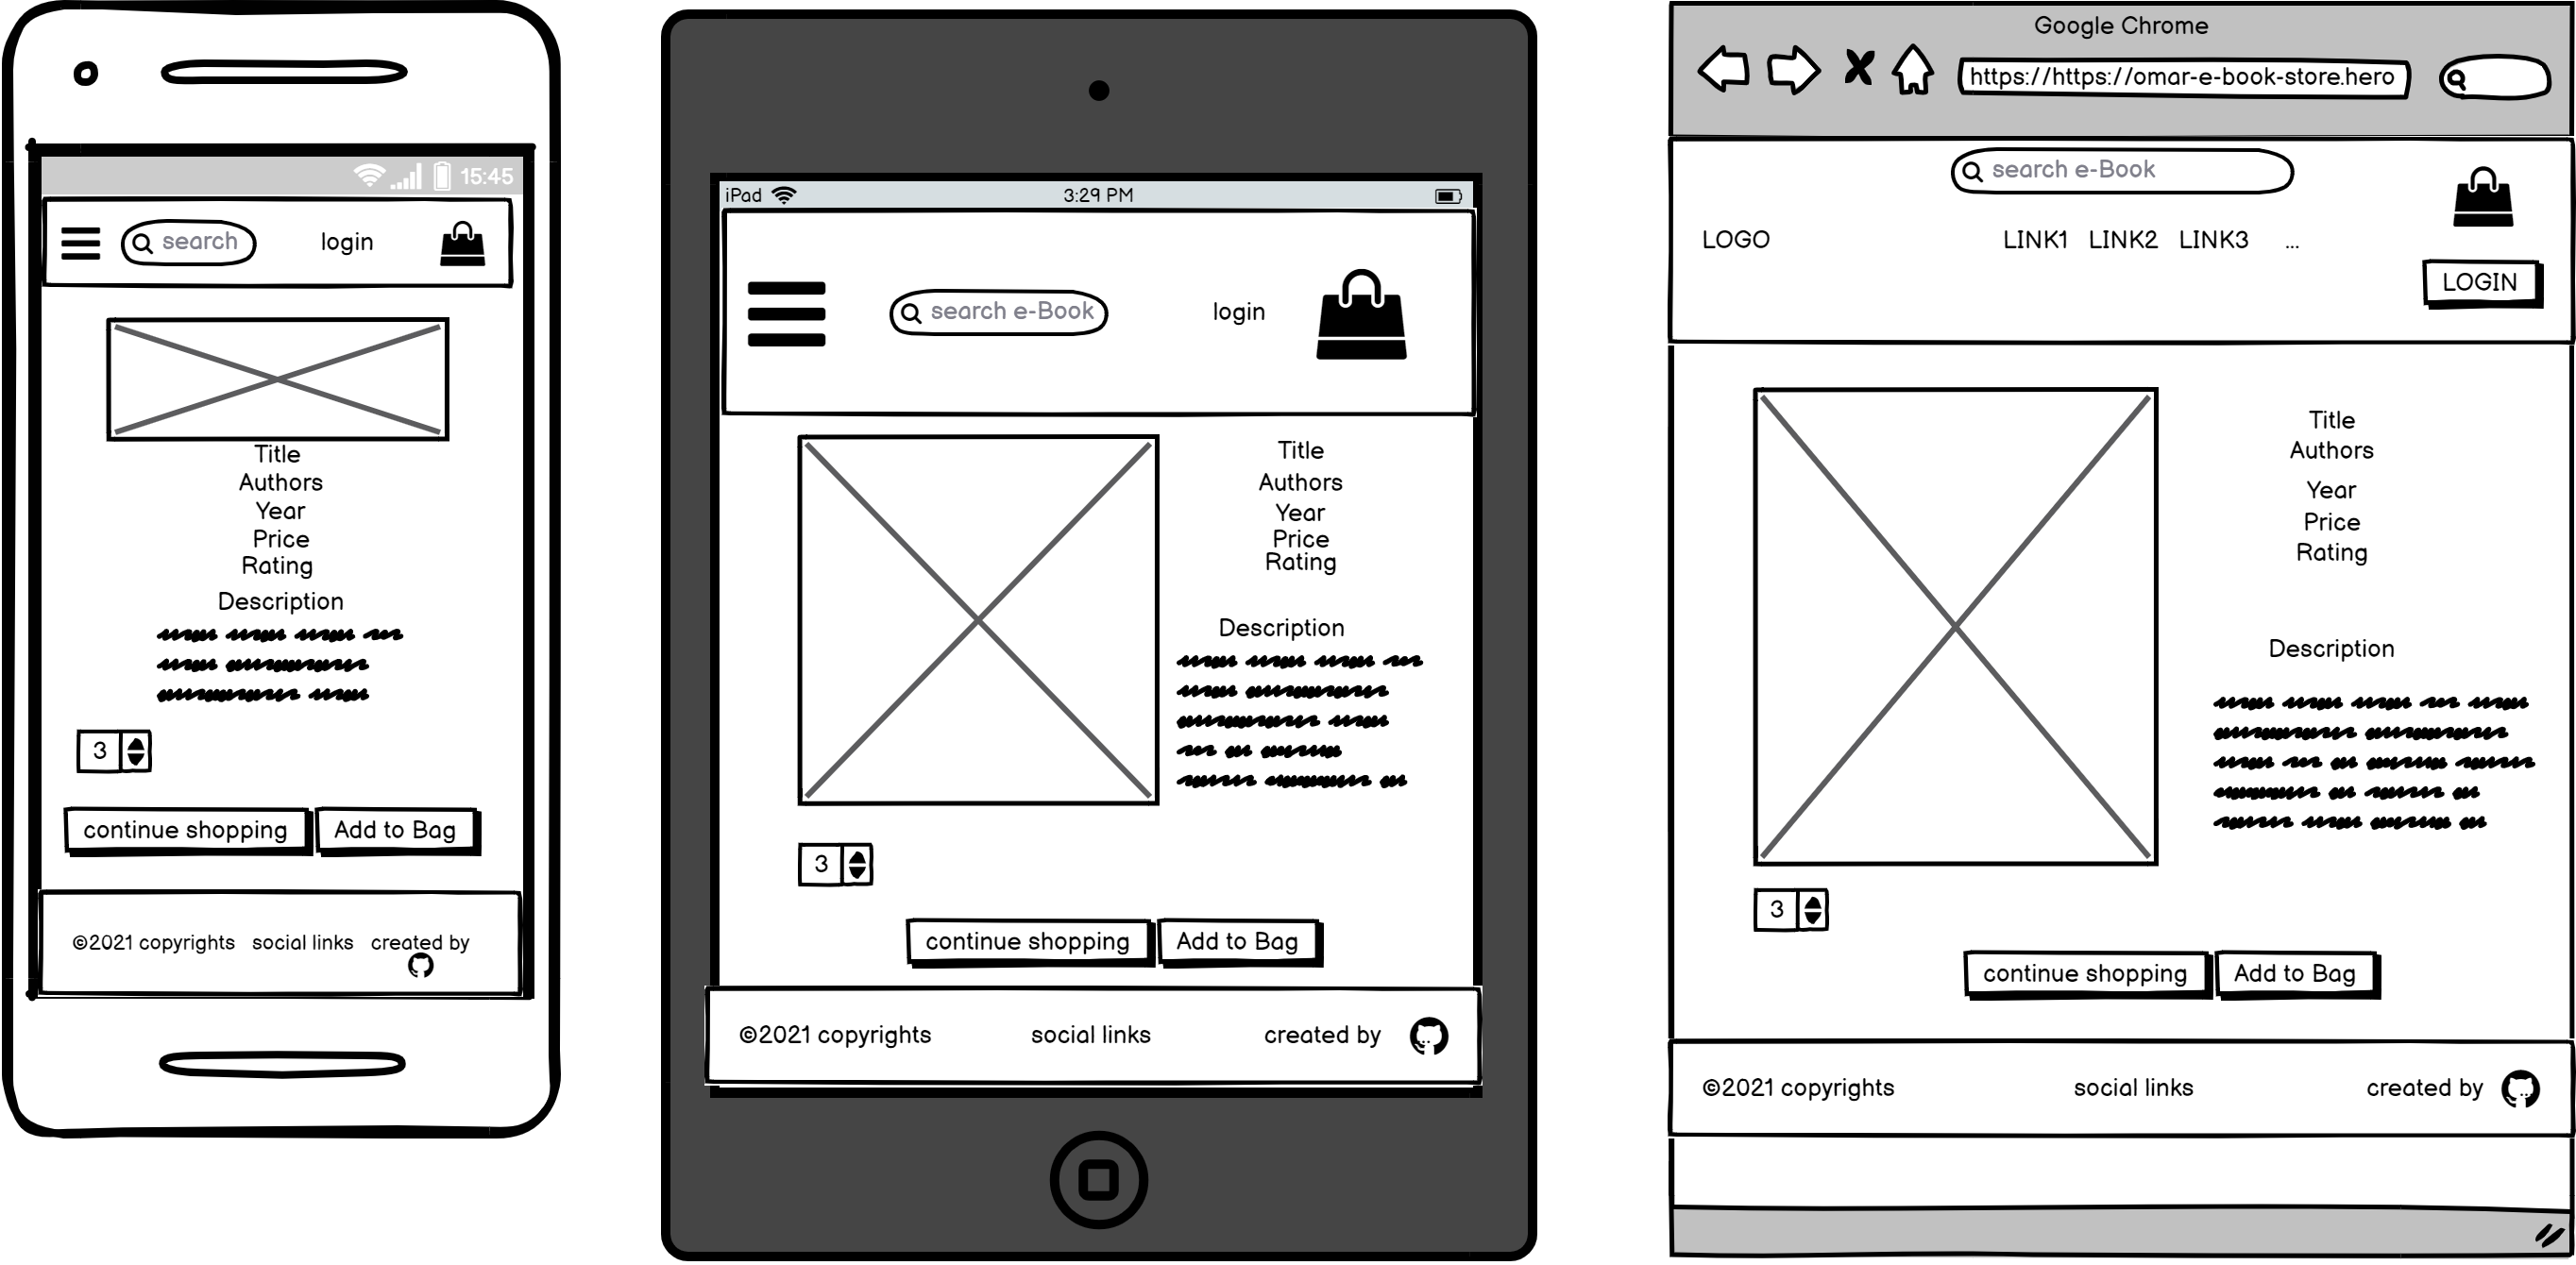 15:45
search login
Title
Authors
Year
Price
Rating
Description
3
continue shopping Add to Bag
©2021 copyrights social links created by
iPad 3:29 PM
search e-Book login
Title
Authors
Year
Price
Rating
Description
3
continue shopping Add to Bag
©2021 copyrights social links created by
Google Chrome
https://https://omar-e-book-store.hero
search e-Book
LOGO LINK1 LINK2 LINK3 ...
LOGIN
Title
Authors
Year
Price
Rating
Description
3
continue shopping Add to Bag
©2021 copyrights social links created by